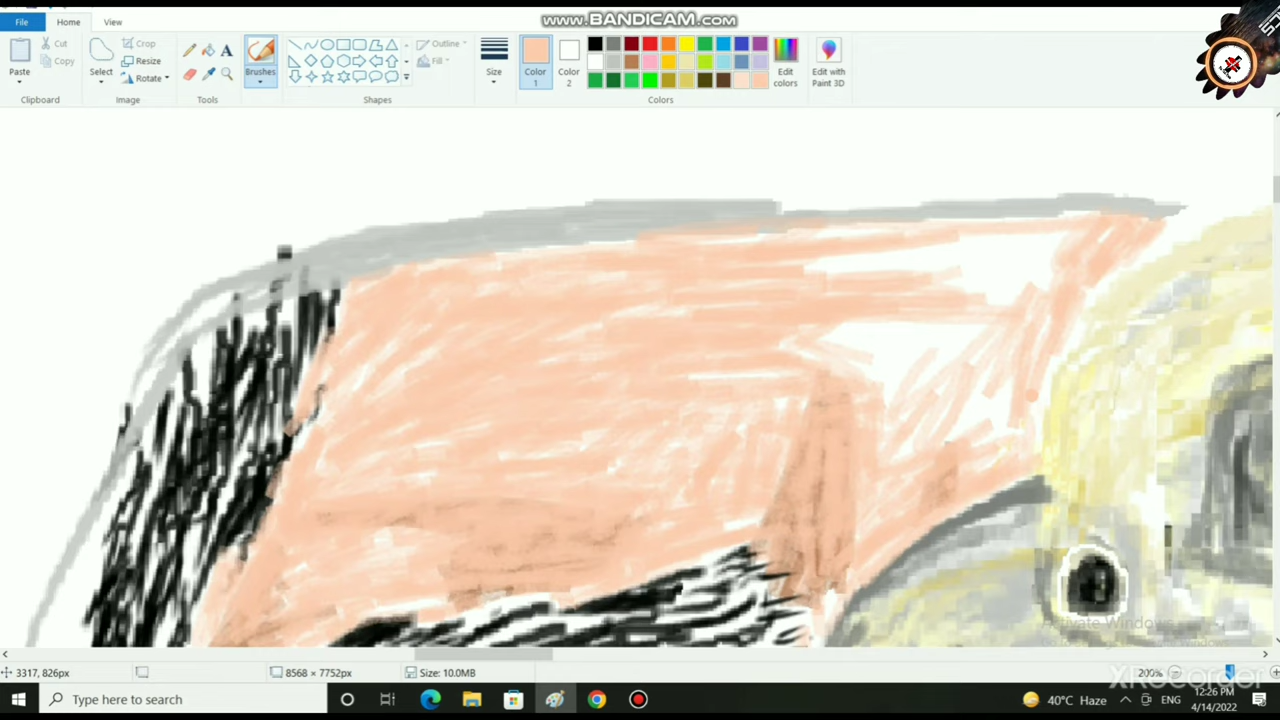 www.BANDICAM.com
File Home View
Paste
Cut
Copy
Clipboard
Select
Crop
Resize
Rotate
Image
A
Tools
Brushes
Shapes
Outline
Fill
Size
Color 1
Color 2
Colors
Edit colors
Edit with Paint 3D
Activate Windows
3317, 826px
8568 × 7752px
Size: 10.0MB
200%
XRecorder
Type here to search
40°C Haze
ENG
12:26 PM
4/14/2022